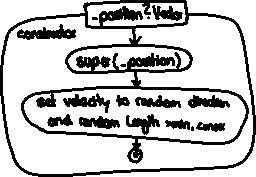 _position?: Vector
constructor
super(_position)
set velocity to random direction
and random length